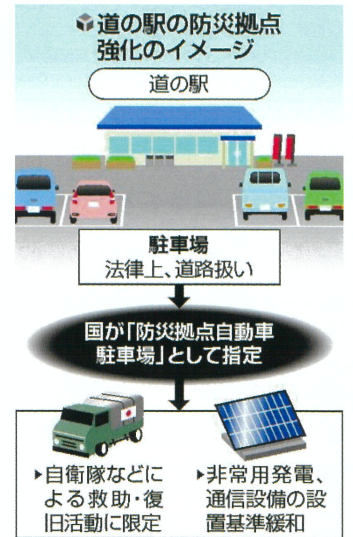 道の駅の防災拠点
強化のイメージ
道の駅
駐車場
法律上、道路扱い
国が「防災拠点自動車
駐車場」として指定
▶自衛隊などに
よる救助・復
旧活動に限定
▶非常用発電、
通信設備の設
置基準緩和